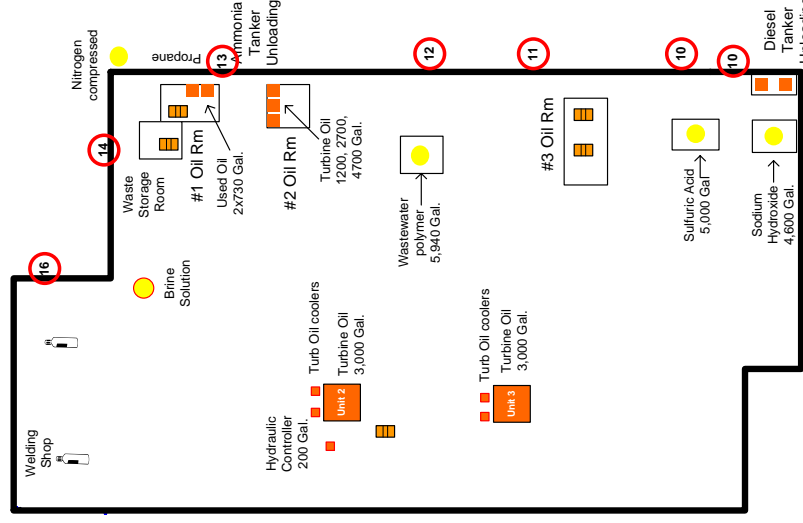 Nitrogen
compressed
Propane
13
Ammonia
Tanker
Unloading
12
11
10
10
Diesel
Tanker
14
Waste
Storage
Room
#1 Oil Rm
Used Oil
2x730 Gal.
#2 Oil Rm
Turbine Oil
1200, 2700,
4700 Gal.
Wastewater
polymer
5,940 Gal.
#3 Oil Rm
Sulfuric Acid
5,000 Gal
Sodium
Hydroxide
4,600 Gal.
16
Brine
Solution
Turb Oil coolers
Turbine Oil
3,000 Gal.
Unit 2
Hydraulic
Controller
200 Gal.
Turb Oil coolers
Turbine Oil
3,000 Gal.
Unit 3
Welding
Shop